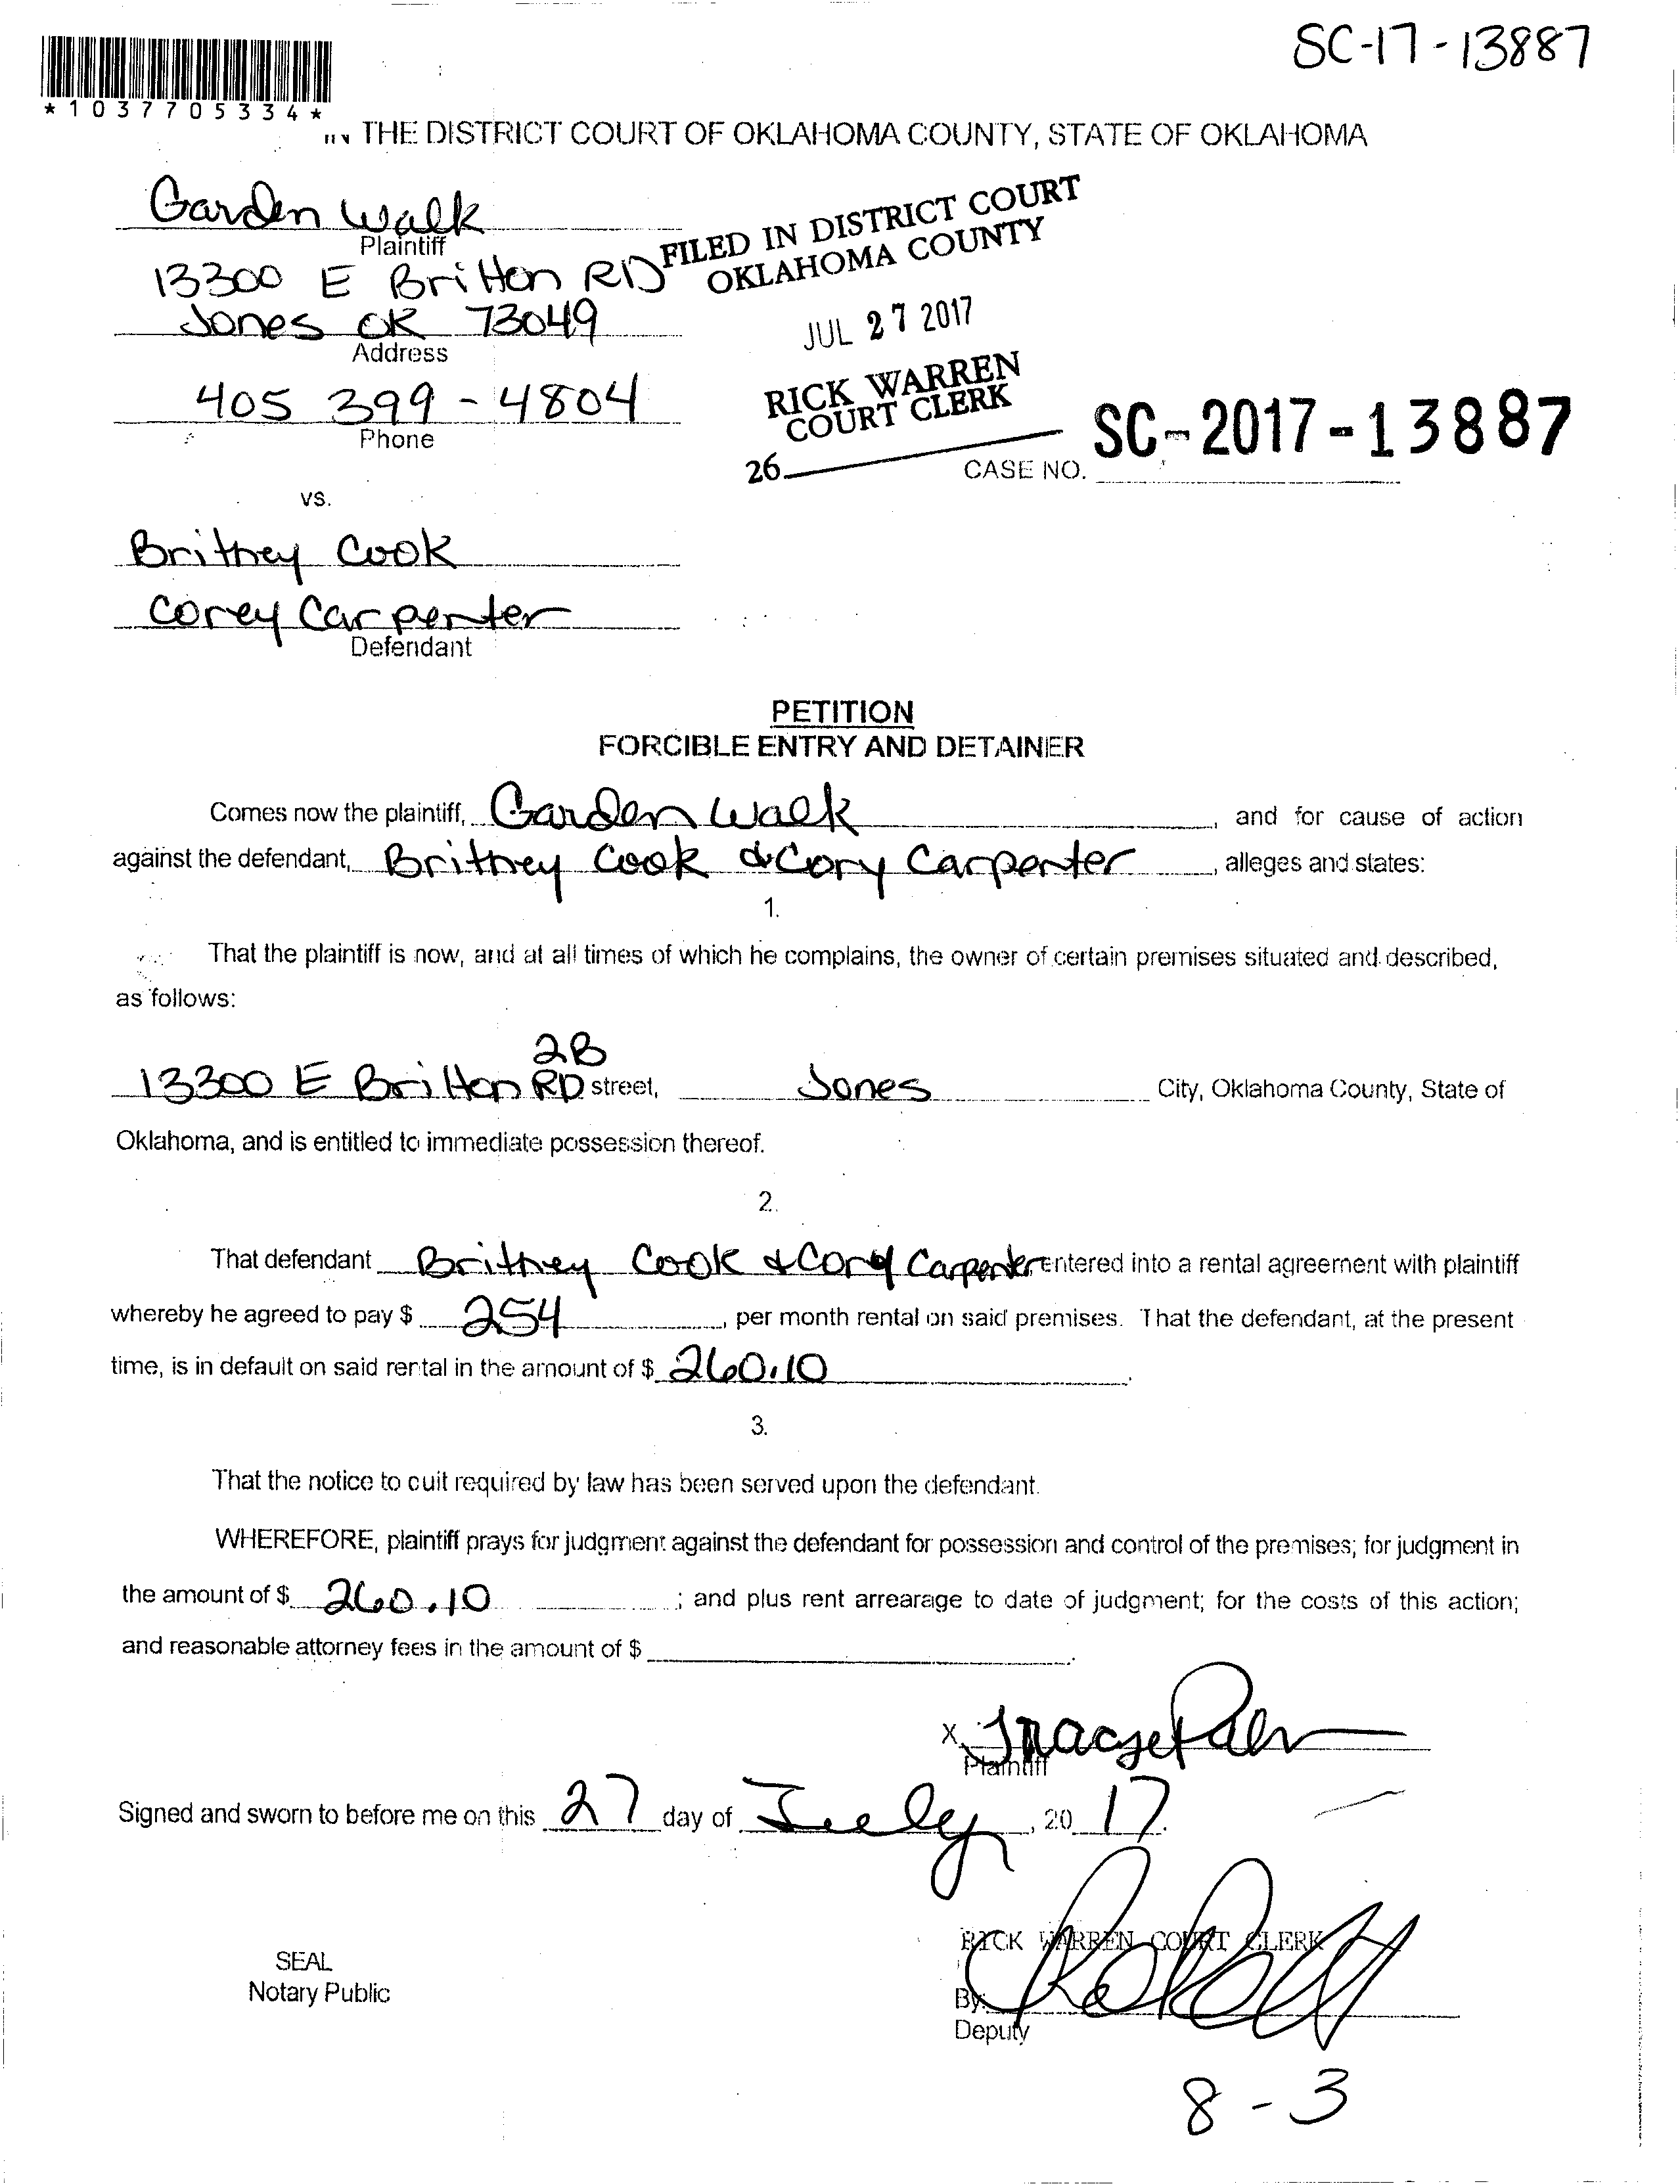 SC-17-13887
*1037705334*
THE DISTRICT COURT OF OKLAHOMA COUNTY, STATE OF OKLAHOMA
Garden Walk
Plaintiff
13300 E Britton RD
Jones OK 73049
Address
405 399-4804
Phone
FILED IN DISTRICT COURT
OKLAHOMA COUNTY
JUL 27 2017
RICK WARREN
COURT CLERK
26
CASE NO. SC-2017-13887
vs.
Brittney Cook
Corey Carpenter
Defendant
PETITION
FORCIBLE ENTRY AND DETAINER
Comes now the plaintiff, Garden Walk, and for cause of action
against the defendant, Brittney Cook & Cory Carpenter, alleges and states:
1.
That the plaintiff is now, and at all times of which he complains, the owner of certain premises situated and described,
as follows:
2B
13300 E Britton RD street, Jones City, Oklahoma County, State of
Oklahoma, and is entitled to immediate possession thereof.
2.
That defendant Brittney Cook & Cory Carpenter entered into a rental agreement with plaintiff
whereby he agreed to pay $ 254, per month rental on said premises. That the defendant, at the present
time, is in default on said rental in the amount of $ 260.10.
3.
That the notice to cuit required by law has been served upon the defendant.
WHEREFORE, plaintiff prays for judgment against the defendant for possession and control of the premises; for judgment in
the amount of $ 260.10; and plus rent arrearage to date of judgment; for the costs of this action;
and reasonable attorney fees in the amount of $.
X
Plaintiff
Signed and sworn to before me on this 27 day of July, 20 17.
RICK WARREN COURT CLERK
SEAL
Notary Public
By:
Deputy
8-3